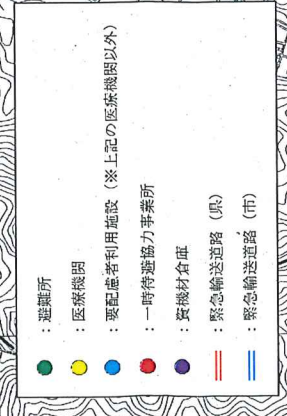 ：避難所
：医療機関
：要配慮者利用施設（※上記の医療機関以外）
：一時待避協力事業所
：資機材倉庫
：緊急輸送道路（県）
：緊急輸送道路（市）